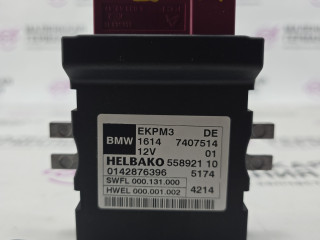 BMW
EKPM3 DE
1614 7407514
12V 01
HELBAKO 558921 10
0142876396 5174
SWFL 000.131.000
HWEL 000.001.002 4214